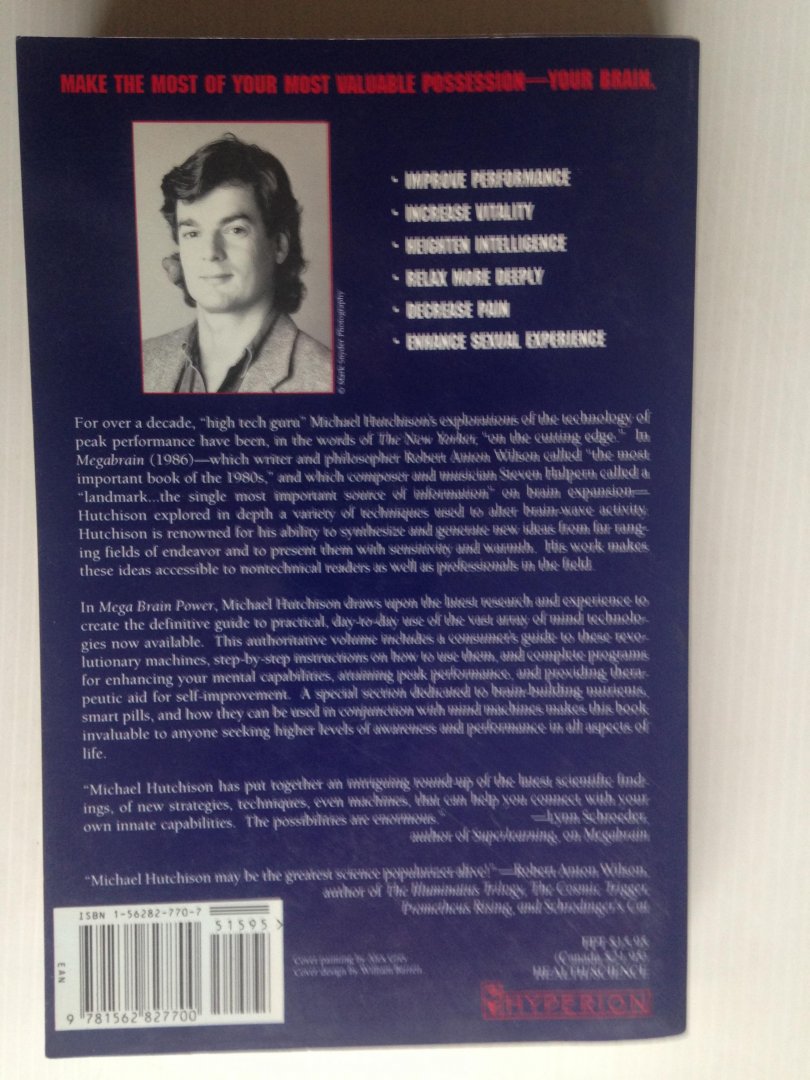 MAKE THE MOST OF YOUR MOST VALUABLE POSSESSION—YOUR BRAIN.
- IMPROVE PERFORMANCE
- INCREASE VITALITY
- HEIGHTEN INTELLIGENCE
- RELAX MORE DEEPLY
- DECREASE PAIN
- ENHANCE SEXUAL EXPERIENCE
© Mark Snyder Photography
For over a decade, "high tech guru" Michael Hutchison's explorations of the technology of
peak performance have been, in the words of The New Yorker, "on the cutting edge." In
Megabrain (1986)—which writer and philosopher Robert Anton Wilson called "the most
important book of the 1980s," and which composer and musician Steven Halpern called a
"landmark...the single most important source of information" on brain expansion—
Hutchison explored in depth a variety of techniques used to alter brain-wave activity.
Hutchison is renowned for his ability to synthesize and generate new ideas from far rang-
ing fields of endeavor and to present them with sensitivity and warmth. His work makes
these ideas accessible to nontechnical readers as well as professionals in the field.
In Mega Brain Power, Michael Hutchison draws upon the latest research and experience to
create the definitive guide to practical, day-to-day use of the vast array of mind technolo-
gies now available. This authoritative volume includes a consumer's guide to these revo-
lutionary machines, step-by-step instructions on how to use them, and complete programs
for enhancing your mental capabilities, attaining peak performance, and providing thera-
peutic aid for self-improvement. A special section dedicated to brain-building nutrients,
smart pills, and how they can be used in conjunction with mind machines makes this book
invaluable to anyone seeking higher levels of awareness and performance in all aspects of
life.
"Michael Hutchison has put together an intriguing round-up of the latest scientific find-
ings, of new strategies, techniques, even machines, that can help you connect with your
own innate capabilities. The possibilities are enormous." —Lynn Schroeder,
author of Superlearning, on Megabrain
"Michael Hutchison may be the greatest science popularizer alive!"—Robert Anton Wilson,
author of The Illuminatus Trilogy, The Cosmic Trigger,
Prometheus Rising, and Schrodinger's Cat
ISBN 1-56282-770-7
51595>
EAN
9 781562 827700
Cover painting by
Cover design by William
FPT $15.95
(Canada
HEALTH/SCIENCE
HYPERION